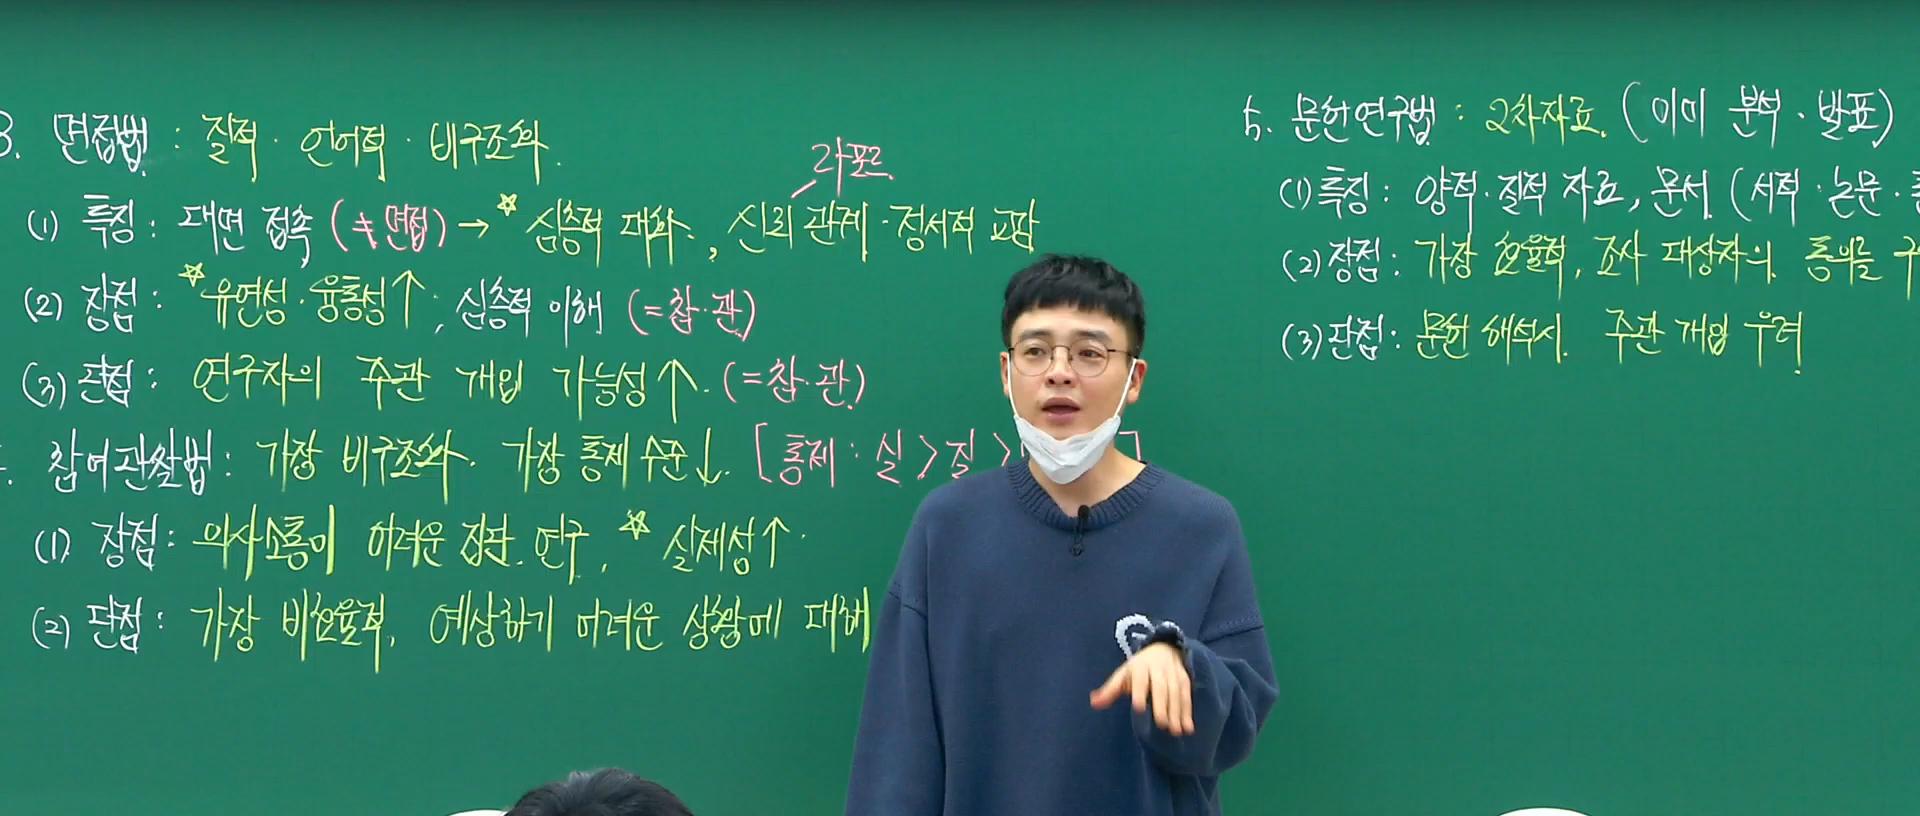 3. 면접법 : 질적 · 언어적 · 비구조화.
라포르
(1) 특징 : 대면 접촉 (≠ 면접) → ☆ 심층적 대화, 신뢰 관계 · 정서적 교감
(2) 장점 : ☆ 유연성 · 융통성 ↑, 심층적 이해 (= 참·관)
(3) 단점 : 연구자의 주관 개입 가능성 ↑. (= 참·관)
참여관찰법 : 가장 비구조화. 가장 통제 수준 ↓. [통제 : 실 > 질 > ]
(1) 장점 : 의사소통이 어려운 집단 연구, ☆ 실제성 ↑.
(2) 단점 : 가장 비효율적, 예상하기 어려운 상황에 대해
5. 문헌연구법 : 2차자료. (이미 분석 · 발표)
(1) 특징 : 양적 · 질적 자료, 문서 (서적 · 논문 ·
(2) 장점 : 가장 효율적, 조사 대상자의 동의를 구
(3) 단점 : 문헌 해석시 주관 개입 우려.